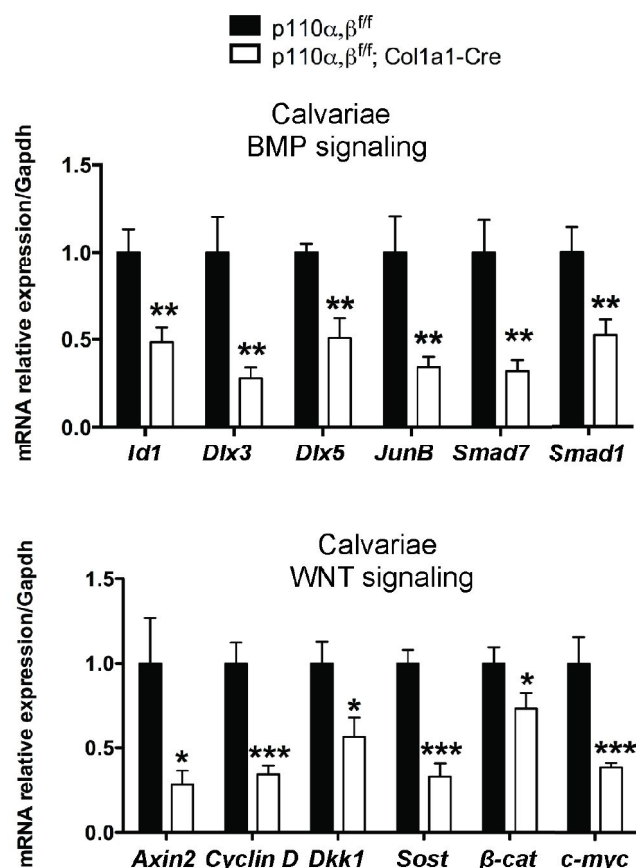 p110α,βf/f
p110α,βf/f; Col1a1-Cre
Calvariae
BMP signaling
mRNA relative expression/Gapdh
1.5
1.0
0.5
0.0
** ** ** ** ** **
Id1 Dlx3 Dlx5 JunB Smad7 Smad1
Calvariae
WNT signaling
mRNA relative expression/Gapdh
1.5
1.0
0.5
0.0
* *** * *** * ***
Axin2 Cyclin D Dkk1 Sost β-cat c-myc